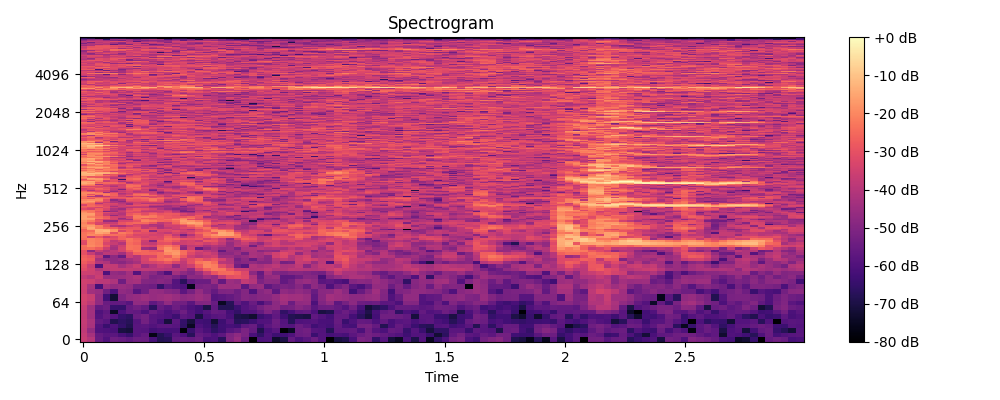 Spectrogram
Hz
4096
2048
1024
512
256
128
64
0
0
0.5
1
1.5
2
2.5
Time
+0 dB
-10 dB
-20 dB
-30 dB
-40 dB
-50 dB
-60 dB
-70 dB
-80 dB